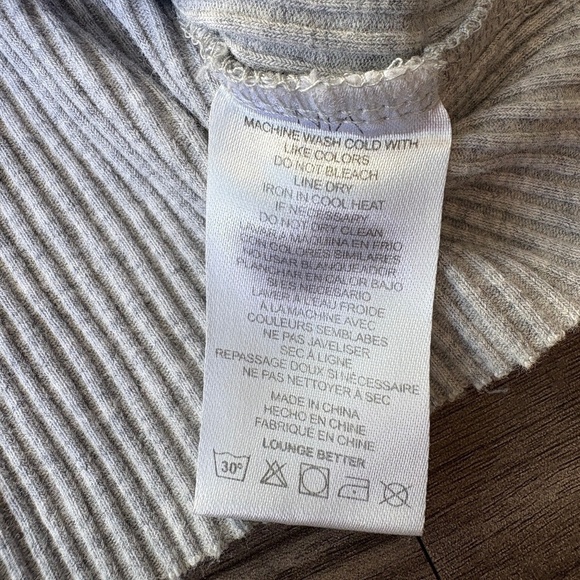 MACHINE WASH COLD WITH
LIKE COLORS
DO NOT BLEACH
LINE DRY
IRON IN COOL HEAT
IF NECESSARY
DO NOT DRY CLEAN
LAVAR A MAQUINA EN FRIO
CON COLORES SIMILARES
NO USAR BLANQUEADOR
PLANCHAR EN CALOR BAJO
SI ES NECESARIO
LAVER À L'EAU FROIDE
À LA MACHINE AVEC
COULEURS SEMBLABES
NE PAS JAVELISER
SEC À LIGNE
REPASSAGE DOUX SI NÉCESSAIRE
NE PAS NETTOYER À SEC
MADE IN CHINA
HECHO EN CHINE
FABRIQUÉ EN CHINE
LOUNGE BETTER
30°